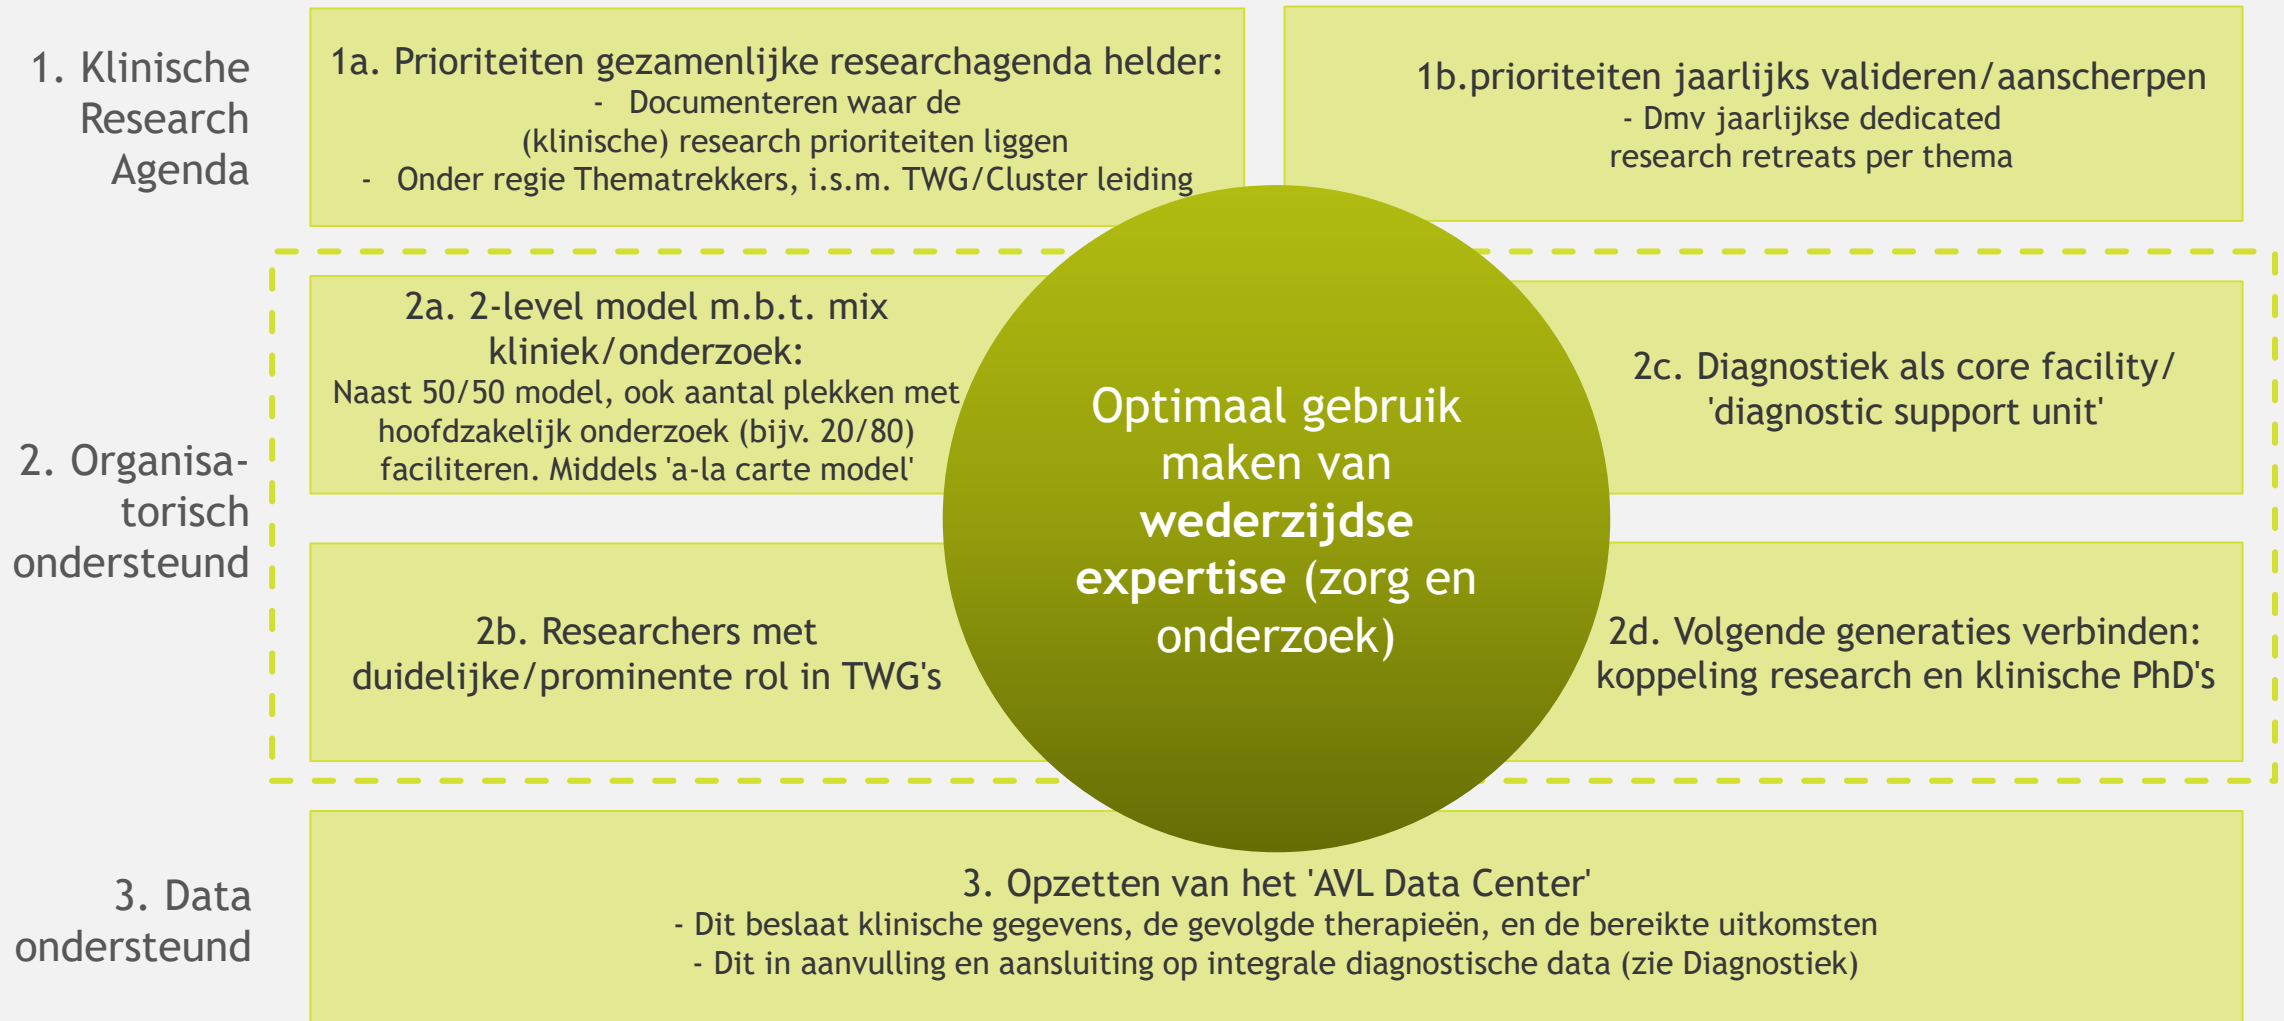 1. Klinische
Research
Agenda
1a. Prioriteiten gezamenlijke researchagenda helder:
- Documenteren waar de
(klinische) research prioriteiten liggen
- Onder regie Thematrekkers, i.s.m. TWG/Cluster leiding
1b.prioriteiten jaarlijks valideren/aanscherpen
- Dmv jaarlijkse dedicated
research retreats per thema
2. Organisa-
torisch
ondersteund
2a. 2-level model m.b.t. mix
kliniek/onderzoek:
Naast 50/50 model, ook aantal plekken met
hoofdzakelijk onderzoek (bijv. 20/80)
faciliteren. Middels 'a-la carte model'
2b. Researchers met
duidelijke/prominente rol in TWG's
Optimaal gebruik
maken van
wederzijdse
expertise (zorg en
onderzoek)
2c. Diagnostiek als core facility/
'diagnostic support unit'
2d. Volgende generaties verbinden:
koppeling research en klinische PhD's
3. Data
ondersteund
3. Opzetten van het 'AVL Data Center'
- Dit beslaat klinische gegevens, de gevolgde therapieën, en de bereikte uitkomsten
- Dit in aanvulling en aansluiting op integrale diagnostische data (zie Diagnostiek)